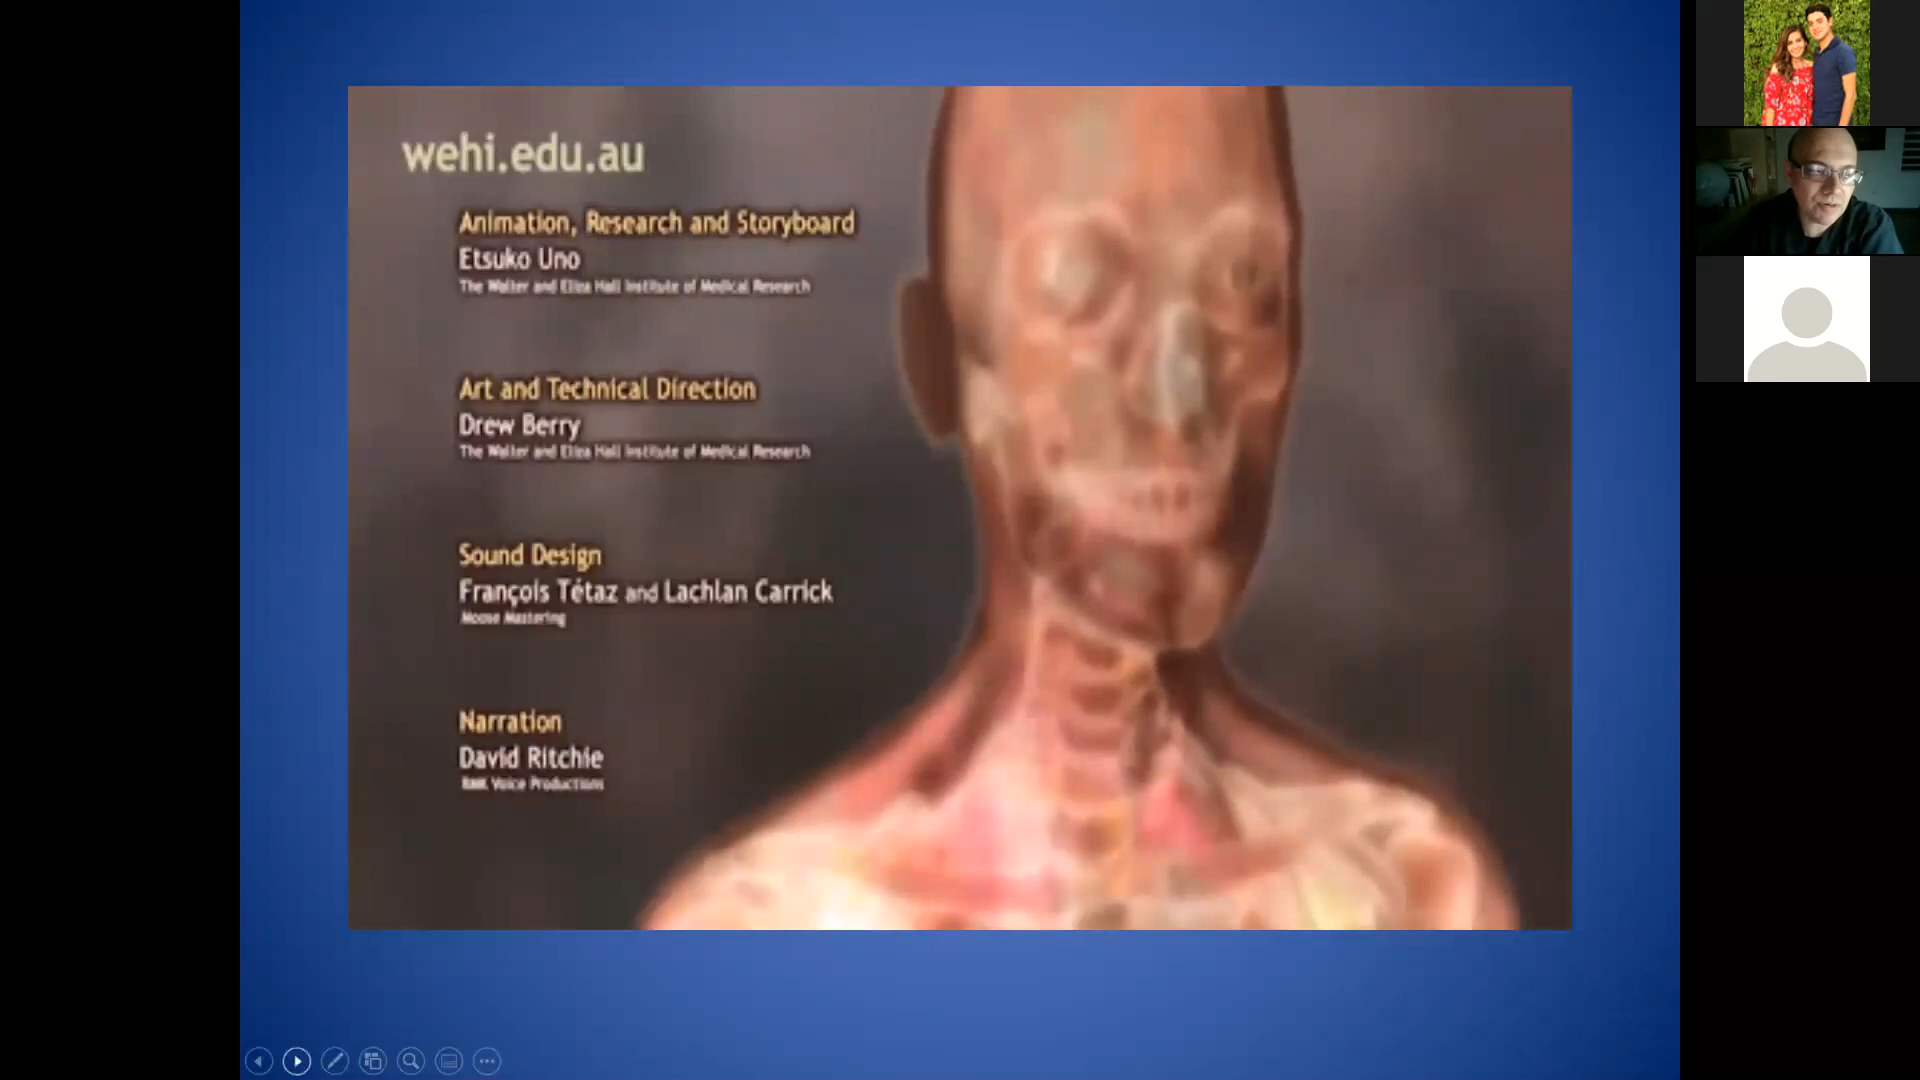 wehi.edu.au
Animation, Research and Storyboard
Etsuko Uno
The Walter and Eliza Hall Institute of Medical Research
Art and Technical Direction
Drew Berry
The Walter and Eliza Hall Institute of Medical Research
Sound Design
François Tétaz and Lachlan Carrick
Moose Mastering
Narration
David Ritchie
RMK Voice Productions